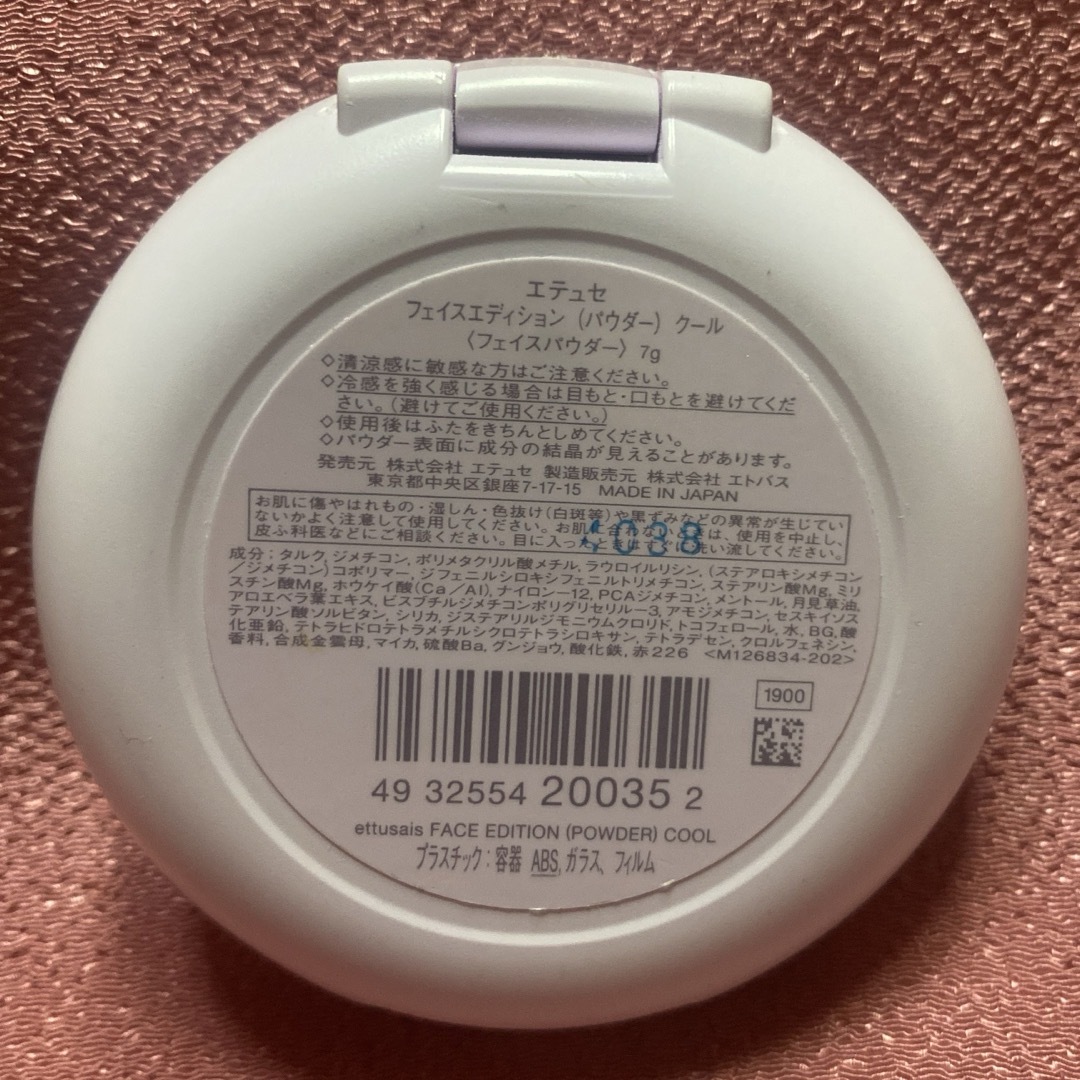 エテュセ
フェイスエディション (パウダー) クール
〈フェイスパウダー〉 7g
◇清涼感に敏感な方はご注意ください。
◇冷感を強く感じる場合は目もと・口もとを避けてくだ
さい。(避けてご使用ください。)
◇使用後はふたをきちんとしめてください。
◇パウダー表面に成分の結晶が見えることがあります。
発売元 株式会社 エテュセ 製造販売元 株式会社 エトバス
東京都中央区銀座7-17-15 MADE IN JAPAN
お肌に傷やはれもの・湿しん・色抜け(白斑等)や黒ずみなどの異常が生じてい
ないかよく注意して使用してください。お肌に合わない は、使用を中止し、
皮ふ科医などにご相談ください。目に入った 洗い流してください。
4038
成分：タルク, ジメチコン, ポリメタクリル酸メチル, ラウロイルリシン, (ステアロキシメチコン
／ジメチコン)コポリマー, ジフェニルシロキシフェニルトリメチコン, ステアリン酸Mg, ミリ
スチン酸Mg, ホウケイ酸(Ca／Al), ナイロン-12, PCAジメチコン, メントール, 月見草油,
アロエベラ葉エキス, ビスブチルジメチコンポリグリセリル-3, アモジメチコン, セスキイソス
テアリン酸ソルビタン, シリカ, ジステアリルジモニウムクロリド, トコフェロール, 水, BG, 酸
化亜鉛, テトラヒドロテトラメチルシクロテトラシロキサン, テトラデセン, クロルフェネシン,
香料, 合成金雲母, マイカ, 硫酸Ba, グンジョウ, 酸化鉄, 赤226 <M126834-202>
1900
49 32554 20035 2
ettusais FACE EDITION (POWDER) COOL
プラスチック：容器 ABS, ガラス、フィルム